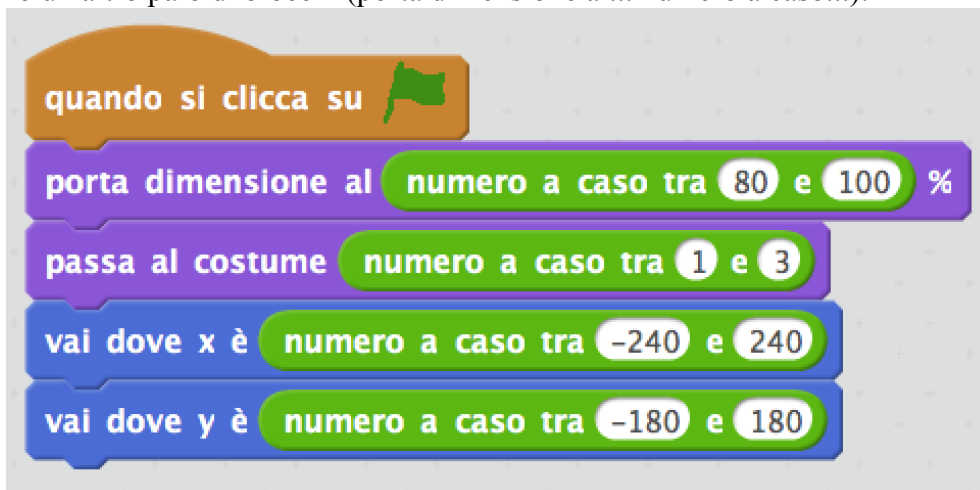 quando si clicca su
porta dimensione al numero a caso tra 80 e 100 %
passa al costume numero a caso tra 1 e 3
vai dove x è numero a caso tra -240 e 240
vai dove y è numero a caso tra -180 e 180